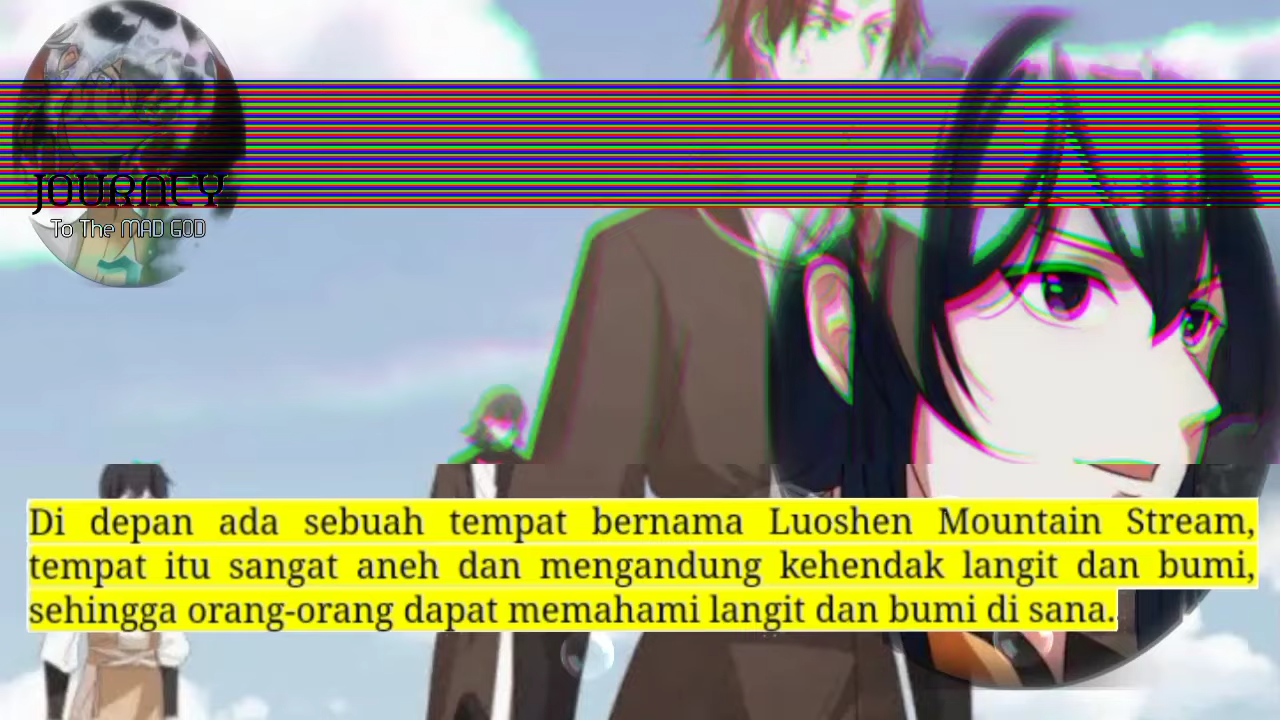 JOURNEY
To The MAD GOD
Di depan ada sebuah tempat bernama Luoshen Mountain Stream,
tempat itu sangat aneh dan mengandung kehendak langit dan bumi,
sehingga orang-orang dapat memahami langit dan bumi di sana.